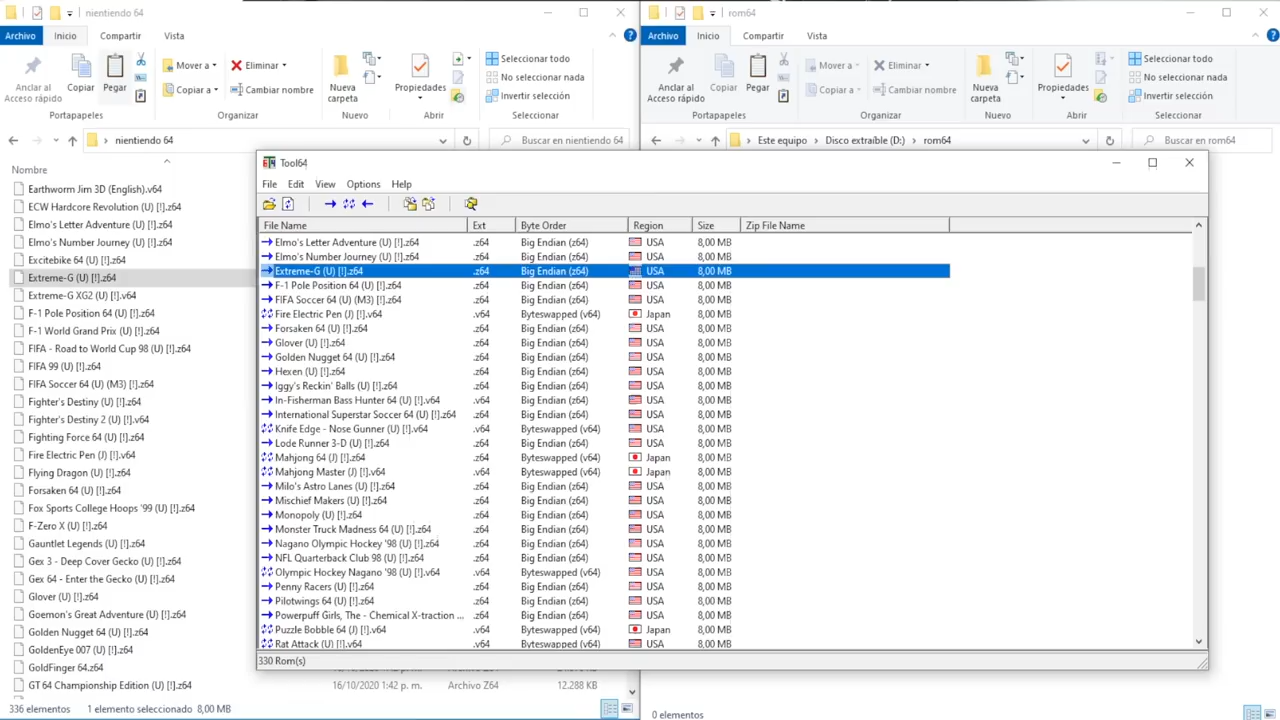 nientiendo 64
Archivo Inicio Compartir Vista
Anclar al Acceso rápido
Copiar
Pegar
Mover a
Copiar a
Eliminar
Cambiar nombre
Nueva carpeta
Propiedades
Seleccionar todo
No seleccionar nada
Invertir selección
Portapapeles Organizar Nuevo Abrir Seleccionar
nientiendo 64
Buscar en nientiendo 64
Nombre
Earthworm Jim 3D (English).v64
ECW Hardcore Revolution (U) [!].z64
Elmo's Letter Adventure (U) [!].z64
Elmo's Number Journey (U) [!].z64
Excitebike 64 (U) [!].z64
Extreme-G (U) [!].z64
Extreme-G XG2 (U) [!].v64
F-1 Pole Position 64 (U) [!].z64
F-1 World Grand Prix (U) [!].z64
FIFA - Road to World Cup 98 (U) [!].z64
FIFA 99 (U) [!].z64
FIFA Soccer 64 (U) (M3) [!].z64
Fighter's Destiny (U) [!].z64
Fighter's Destiny 2 (U) [!].v64
Fighting Force 64 (U) [!].z64
Fire Electric Pen (J) [!].v64
Flying Dragon (U) [!].z64
Forsaken 64 (U) [!].z64
Fox Sports College Hoops '99 (U) [!].z64
F-Zero X (U) [!].z64
Gauntlet Legends (U) [!].z64
Gex 3 - Deep Cover Gecko (U) [!].z64
Gex 64 - Enter the Gecko (U) [!].z64
Glover (U) [!].z64
Goemon's Great Adventure (U) [!].z64
Golden Nugget 64 (U) [!].z64
GoldenEye 007 (U) [!].z64
GoldFinger 64.z64
GT 64 Championship Edition (U) [!].z64 16/10/2020 1:42 p. m. Archivo Z64 12.288 KB
336 elementos 1 elemento seleccionado 8,00 MB
rom64
Archivo Inicio Compartir Vista
Anclar al Acceso rápido
Copiar
Pegar
Mover a
Copiar a
Eliminar
Cambiar nombre
Nueva carpeta
Propiedades
Seleccionar todo
No seleccionar nada
Invertir selección
Portapapeles Organizar Nuevo Abrir Seleccionar
Este equipo › Disco extraíble (D:) › rom64
Buscar en rom64
0 elementos
Tool64
File Edit View Options Help
File Name Ext Byte Order Region Size Zip File Name
Elmo's Letter Adventure (U) [!].z64 .z64 Big Endian (z64) USA 8,00 MB
Elmo's Number Journey (U) [!].z64 .z64 Big Endian (z64) USA 8,00 MB
Extreme-G (U) [!].z64 .z64 Big Endian (z64) USA 8,00 MB
F-1 Pole Position 64 (U) [!].z64 .z64 Big Endian (z64) USA 8,00 MB
FIFA Soccer 64 (U) (M3) [!].z64 .z64 Big Endian (z64) USA 8,00 MB
Fire Electric Pen (J) [!].v64 .v64 Byteswapped (v64) Japan 8,00 MB
Forsaken 64 (U) [!].z64 .z64 Big Endian (z64) USA 8,00 MB
Glover (U) [!].z64 .z64 Big Endian (z64) USA 8,00 MB
Golden Nugget 64 (U) [!].z64 .z64 Big Endian (z64) USA 8,00 MB
Hexen (U) [!].z64 .z64 Big Endian (z64) USA 8,00 MB
Iggy's Reckin' Balls (U) [!].z64 .z64 Big Endian (z64) USA 8,00 MB
In-Fisherman Bass Hunter 64 (U) [!].v64 .v64 Big Endian (z64) USA 8,00 MB
International Superstar Soccer 64 (U) [!].z64 .z64 Big Endian (z64) USA 8,00 MB
Knife Edge - Nose Gunner (U) [!].v64 .v64 Byteswapped (v64) USA 8,00 MB
Lode Runner 3-D (U) [!].z64 .z64 Big Endian (z64) USA 8,00 MB
Mahjong 64 (J) [!].z64 .z64 Big Endian (z64) Japan 8,00 MB
Mahjong Master (J) [!].v64 .v64 Byteswapped (v64) Japan 8,00 MB
Milo's Astro Lanes (U) [!].z64 .z64 Big Endian (z64) USA 8,00 MB
Mischief Makers (U) [!].z64 .z64 Big Endian (z64) USA 8,00 MB
Monopoly (U) [!].z64 .z64 Big Endian (z64) USA 8,00 MB
Monster Truck Madness 64 (U) [!].z64 .z64 Big Endian (z64) USA 8,00 MB
Nagano Olympic Hockey '98 (U) [!].z64 .z64 Big Endian (z64) USA 8,00 MB
NFL Quarterback Club 98 (U) [!].z64 .z64 Big Endian (z64) USA 8,00 MB
Olympic Hockey Nagano '98 (U) [!].v64 .v64 Byteswapped (v64) USA 8,00 MB
Penny Racers (U) [!].z64 .z64 Big Endian (z64) USA 8,00 MB
Pilotwings 64 (U) [!].z64 .z64 Big Endian (z64) USA 8,00 MB
Powerpuff Girls, The - Chemical X-traction ... .z64 Big Endian (z64) USA 8,00 MB
Puzzle Bobble 64 (J) [!].v64 .v64 Byteswapped (v64) Japan 8,00 MB
Rat Attack (U) [!].v64 .v64 Byteswapped (v64) USA 8,00 MB
330 Rom(s)